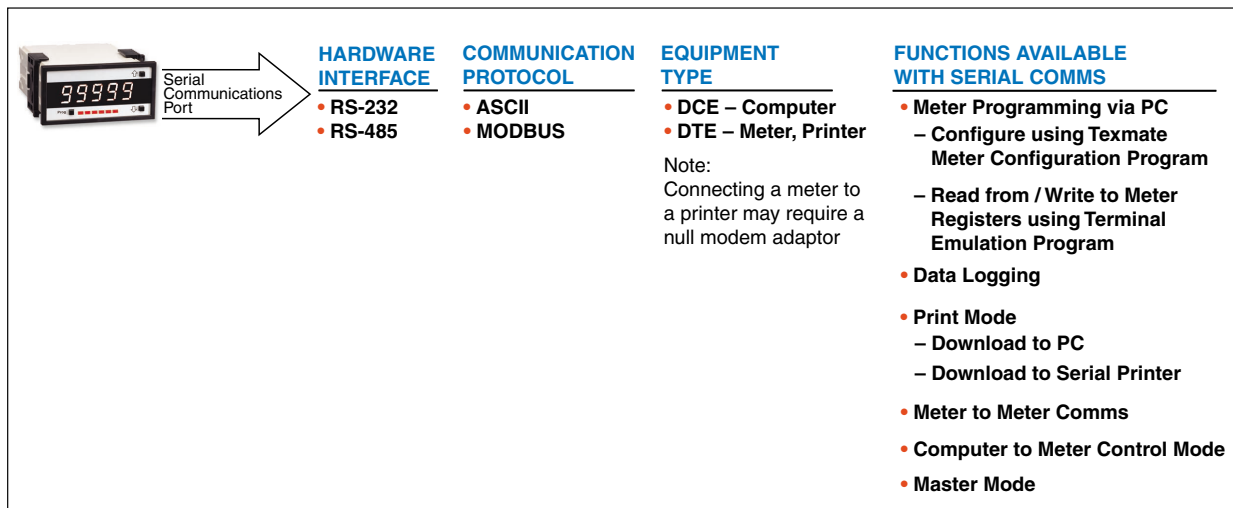 99999
Prog
Serial
Communications
Port
HARDWARE
INTERFACE
• RS-232
• RS-485
COMMUNICATION
PROTOCOL
• ASCII
• MODBUS
EQUIPMENT
TYPE
• DCE – Computer
• DTE – Meter, Printer
Note:
Connecting a meter to
a printer may require a
null modem adaptor
FUNCTIONS AVAILABLE
WITH SERIAL COMMS
• Meter Programming via PC
– Configure using Texmate
Meter Configuration Program
– Read from / Write to Meter
Registers using Terminal
Emulation Program
• Data Logging
• Print Mode
– Download to PC
– Download to Serial Printer
• Meter to Meter Comms
• Computer to Meter Control Mode
• Master Mode